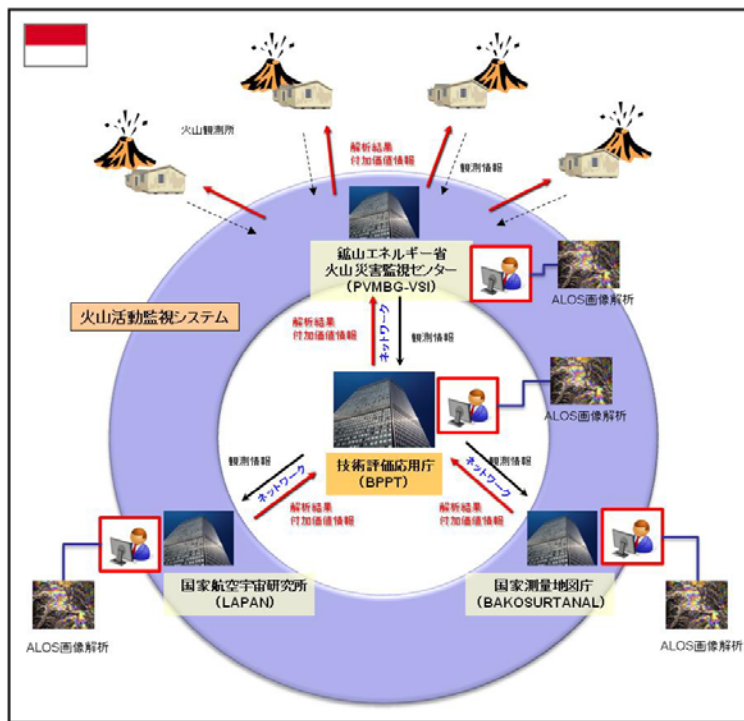 火山観測所
解析結果
付加価値情報
観測情報
鉱山エネルギー省
火山災害監視センター
(PVMBG-VSI)
ALOS画像解析
火山活動監視システム
解析結果
付加価値情報
ネットワーク
観測情報
ALOS画像解析
技術評価応用庁
(BPPT)
観測情報
ネットワーク
解析結果
付加価値情報
観測情報
ネットワーク
解析結果
付加価値情報
国家航空宇宙研究所
(LAPAN)
国家測量地図庁
(BAKOSURTANAL)
ALOS画像解析
ALOS画像解析